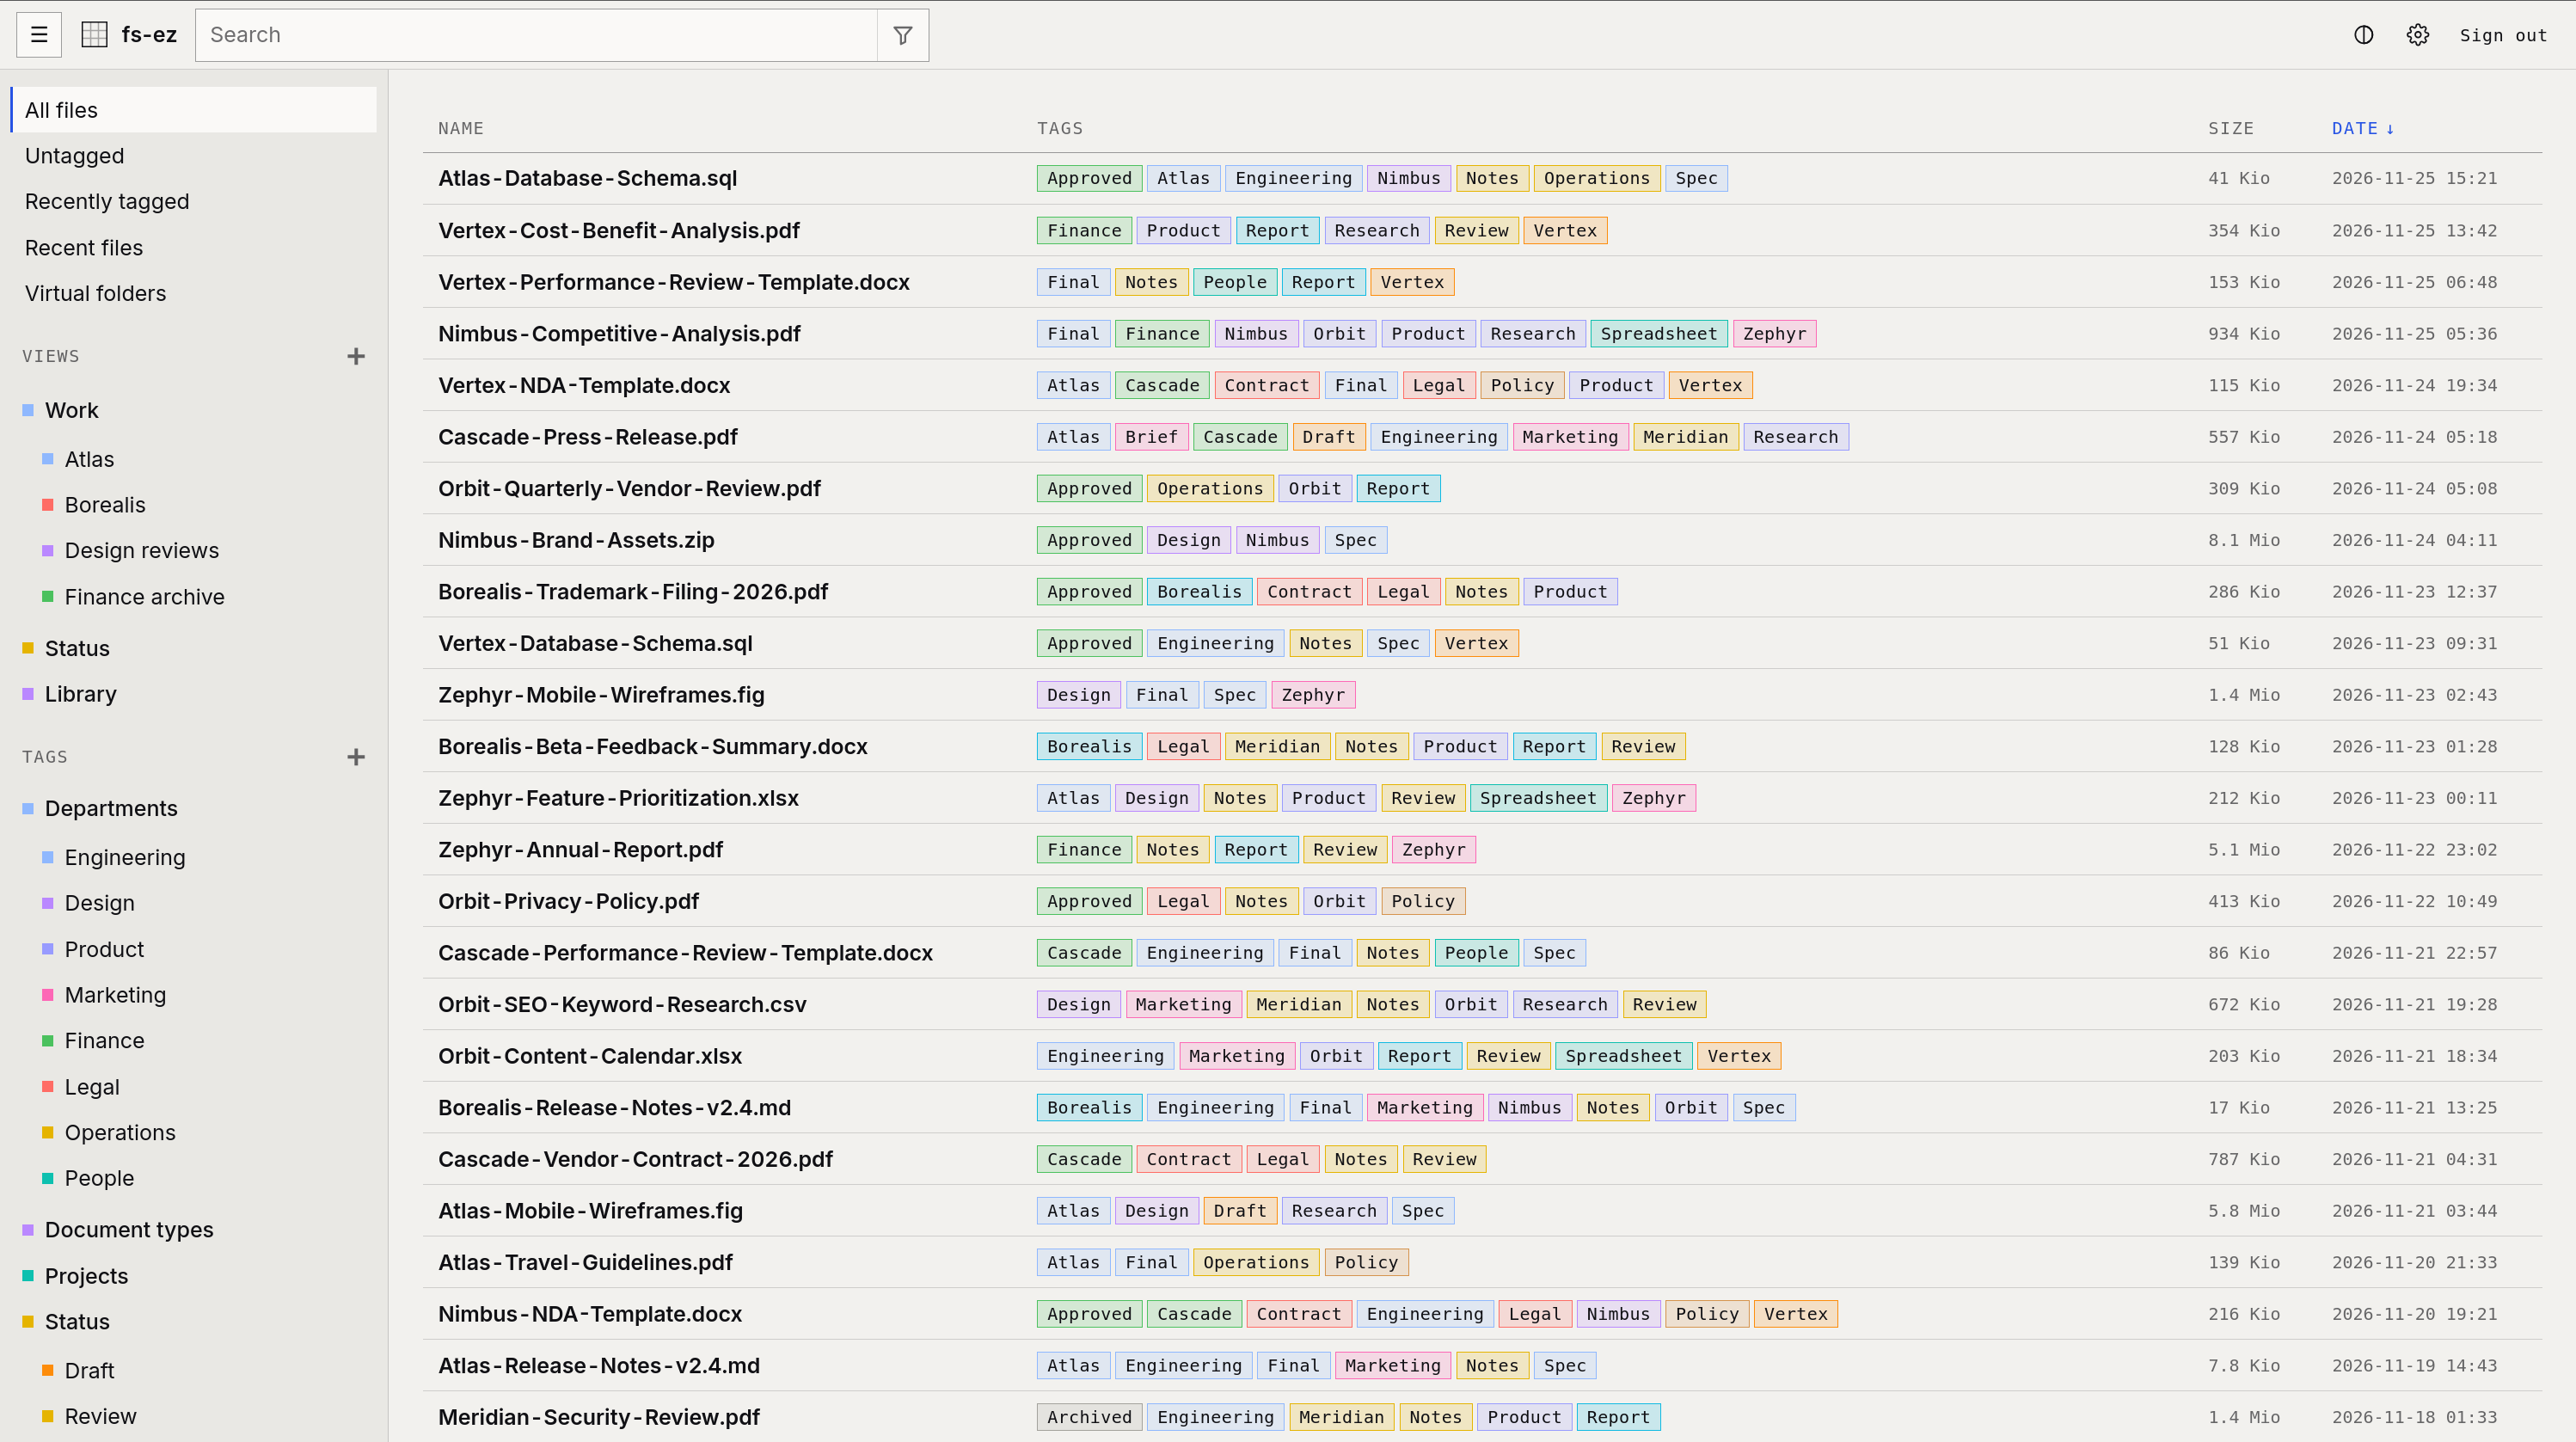 ☰ fs-ez Search Sign out
All files
Untagged
Recently tagged
Recent files
Virtual folders
VIEWS +
Work
Atlas
Borealis
Design reviews
Finance archive
Status
Library
TAGS +
Departments
Engineering
Design
Product
Marketing
Finance
Legal
Operations
People
Document types
Projects
Status
Draft
Review
NAME TAGS SIZE DATE ↓
Atlas-Database-Schema.sql Approved Atlas Engineering Nimbus Notes Operations Spec 41 Kio 2026-11-25 15:21
Vertex-Cost-Benefit-Analysis.pdf Finance Product Report Research Review Vertex 354 Kio 2026-11-25 13:42
Vertex-Performance-Review-Template.docx Final Notes People Report Vertex 153 Kio 2026-11-25 06:48
Nimbus-Competitive-Analysis.pdf Final Finance Nimbus Orbit Product Research Spreadsheet Zephyr 934 Kio 2026-11-25 05:36
Vertex-NDA-Template.docx Atlas Cascade Contract Final Legal Policy Product Vertex 115 Kio 2026-11-24 19:34
Cascade-Press-Release.pdf Atlas Brief Cascade Draft Engineering Marketing Meridian Research 557 Kio 2026-11-24 05:18
Orbit-Quarterly-Vendor-Review.pdf Approved Operations Orbit Report 309 Kio 2026-11-24 05:08
Nimbus-Brand-Assets.zip Approved Design Nimbus Spec 8.1 Mio 2026-11-24 04:11
Borealis-Trademark-Filing-2026.pdf Approved Borealis Contract Legal Notes Product 286 Kio 2026-11-23 12:37
Vertex-Database-Schema.sql Approved Engineering Notes Spec Vertex 51 Kio 2026-11-23 09:31
Zephyr-Mobile-Wireframes.fig Design Final Spec Zephyr 1.4 Mio 2026-11-23 02:43
Borealis-Beta-Feedback-Summary.docx Borealis Legal Meridian Notes Product Report Review 128 Kio 2026-11-23 01:28
Zephyr-Feature-Prioritization.xlsx Atlas Design Notes Product Review Spreadsheet Zephyr 212 Kio 2026-11-23 00:11
Zephyr-Annual-Report.pdf Finance Notes Report Review Zephyr 5.1 Mio 2026-11-22 23:02
Orbit-Privacy-Policy.pdf Approved Legal Notes Orbit Policy 413 Kio 2026-11-22 10:49
Cascade-Performance-Review-Template.docx Cascade Engineering Final Notes People Spec 86 Kio 2026-11-21 22:57
Orbit-SEO-Keyword-Research.csv Design Marketing Meridian Notes Orbit Research Review 672 Kio 2026-11-21 19:28
Orbit-Content-Calendar.xlsx Engineering Marketing Orbit Report Review Spreadsheet Vertex 203 Kio 2026-11-21 18:34
Borealis-Release-Notes-v2.4.md Borealis Engineering Final Marketing Nimbus Notes Orbit Spec 17 Kio 2026-11-21 13:25
Cascade-Vendor-Contract-2026.pdf Cascade Contract Legal Notes Review 787 Kio 2026-11-21 04:31
Atlas-Mobile-Wireframes.fig Atlas Design Draft Research Spec 5.8 Mio 2026-11-21 03:44
Atlas-Travel-Guidelines.pdf Atlas Final Operations Policy 139 Kio 2026-11-20 21:33
Nimbus-NDA-Template.docx Approved Cascade Contract Engineering Legal Nimbus Policy Vertex 216 Kio 2026-11-20 19:21
Atlas-Release-Notes-v2.4.md Atlas Engineering Final Marketing Notes Spec 7.8 Kio 2026-11-19 14:43
Meridian-Security-Review.pdf Archived Engineering Meridian Notes Product Report 1.4 Mio 2026-11-18 01:33